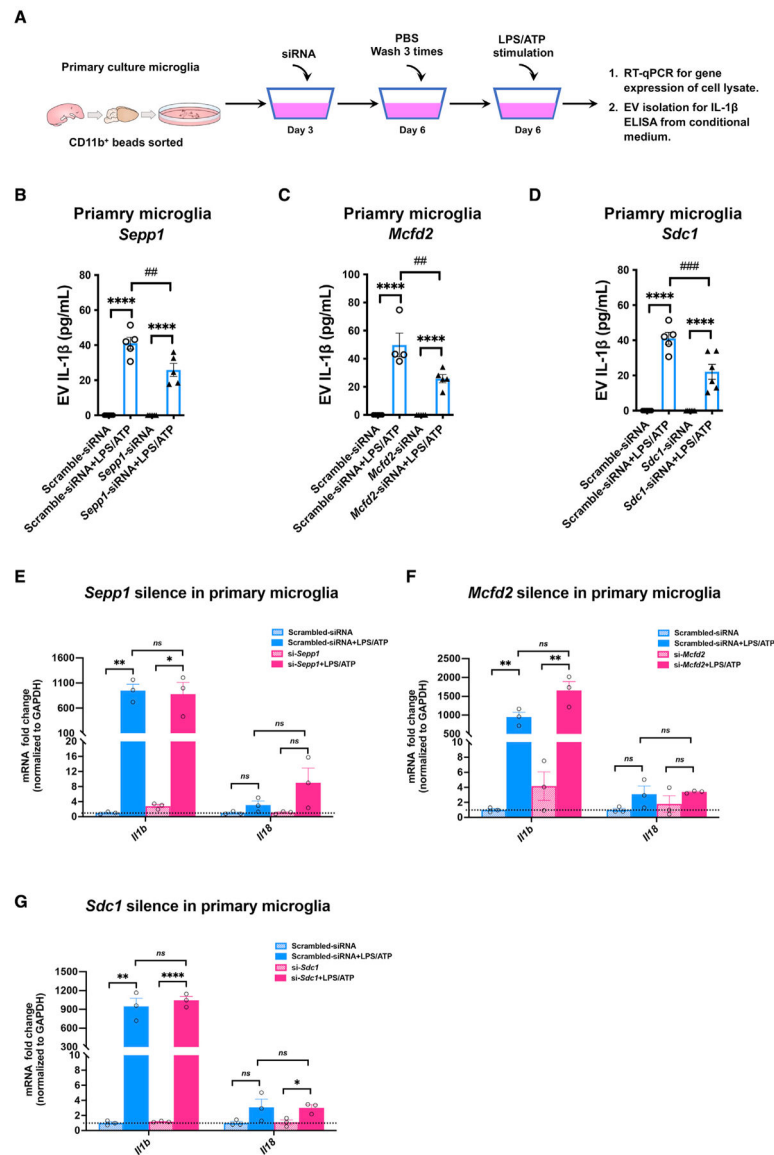 A
Primary culture microglia
CD11b⁺ beads sorted
siRNA
Day 3
PBS
Wash 3 times
Day 6
LPS/ATP
stimulation
Day 6
1. RT-qPCR for gene
expression of cell lysate.
2. EV isolation for IL-1β
ELISA from conditional
medium.
B
Priamry microglia
Sepp1
EV IL-1β (pg/mL)
80
60
40
20
0
##
****
****
Scramble-siRNA
Scramble-siRNA+LPS/ATP
Sepp1-siRNA
Sepp1-siRNA+LPS/ATP
C
Priamry microglia
Mcfd2
EV IL-1β (pg/mL)
100
80
60
40
20
0
##
****
****
Scramble-siRNA
Scramble-siRNA+LPS/ATP
Mcfd2-siRNA
Mcfd2-siRNA+LPS/ATP
D
Priamry microglia
Sdc1
EV IL-1β (pg/mL)
80
60
40
20
0
###
****
****
Scramble-siRNA
Scramble-siRNA+LPS/ATP
Sdc1-siRNA
Sdc1-siRNA+LPS/ATP
E
Sepp1 silence in primary microglia
Scrambled-siRNA
Scrambled-siRNA+LPS/ATP
si-Sepp1
si-Sepp1+LPS/ATP
mRNA fold change
(normalized to GAPDH)
1600
1100
600
100
20
16
12
8
4
0
ns
**
*
ns
ns
ns
Il1b
Il18
F
Mcfd2 silence in primary microglia
Scrambled-siRNA
Scrambled-siRNA+LPS/ATP
si-Mcfd2
si-Mcfd2+LPS/ATP
mRNA fold change
(normalized to GAPDH)
2500
2000
1500
1000
500
10
8
6
4
2
0
ns
**
**
ns
ns
ns
Il1b
Il18
G
Sdc1 silence in primary microglia
Scrambled-siRNA
Scrambled-siRNA+LPS/ATP
si-Sdc1
si-Sdc1+LPS/ATP
mRNA fold change
(normalized to GAPDH)
1500
1200
900
600
300
10
8
6
4
2
0
ns
**
****
ns
ns
*
Il1b
Il18